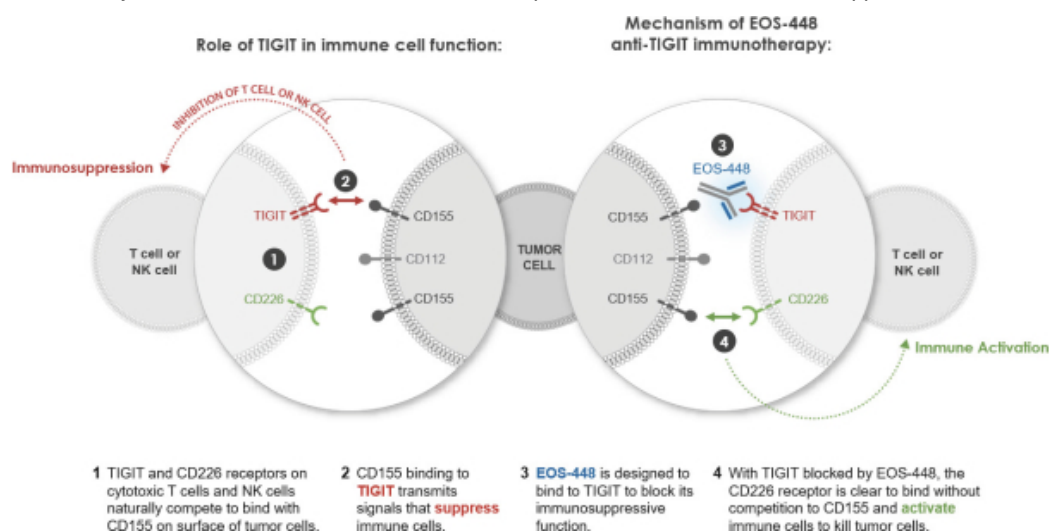 Role of TIGIT in immune cell function:
Mechanism of EOS-448
anti-TIGIT immunotherapy:
INHIBITION OF T CELL OR NK CELL
Immunosuppression
2
3
EOS-448
TIGIT
CD155
CD155
TIGIT
T cell or
NK cell
1
CD112
TUMOR
CELL
CD112
T cell or
NK cell
CD226
CD155
CD155
CD226
4
Immune Activation
1 TIGIT and CD226 receptors on
cytotoxic T cells and NK cells
naturally compete to bind with
CD155 on surface of tumor cells.
2 CD155 binding to
TIGIT transmits
signals that suppress
immune cells.
3 EOS-448 is designed to
bind to TIGIT to block its
immunosuppressive
function.
4 With TIGIT blocked by EOS-448, the
CD226 receptor is clear to bind without
competition to CD155 and activate
immune cells to kill tumor cells.